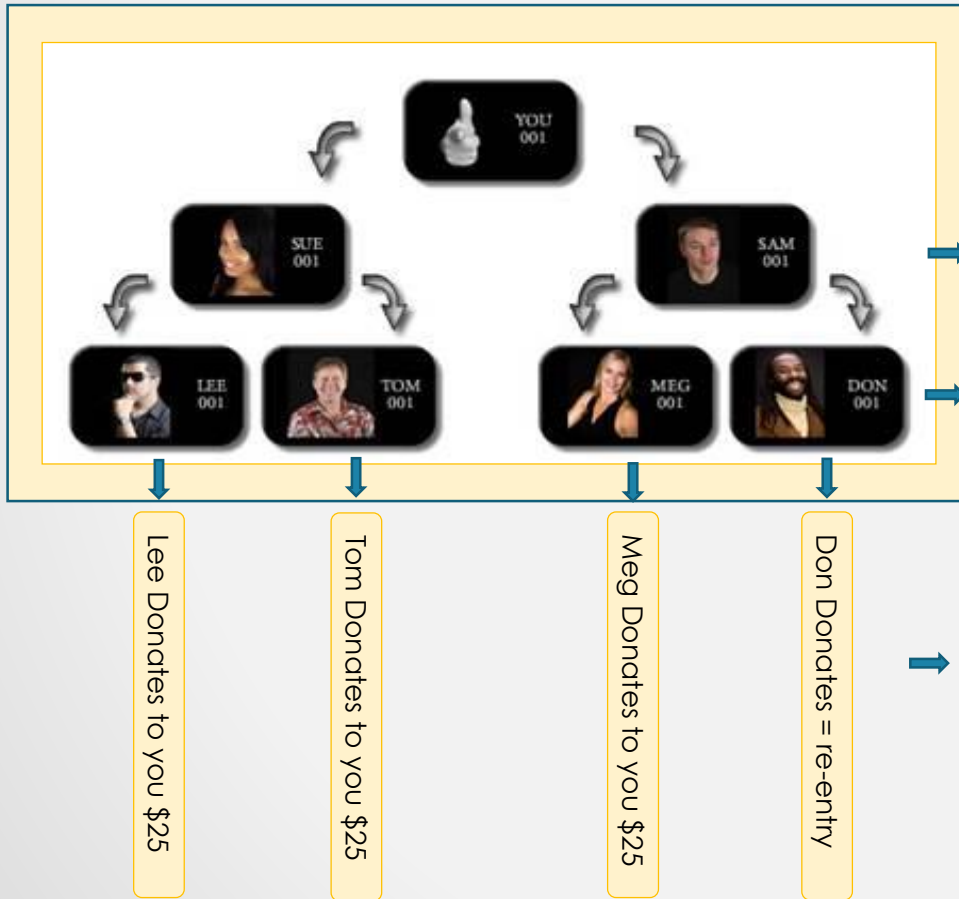 YOU
001
SUE
001
SAM
001
LEE
001
TOM
001
MEG
001
DON
001
Lee Donates to you $25
Tom Donates to you $25
Meg Donates to you $25
Don Donates = re-entry